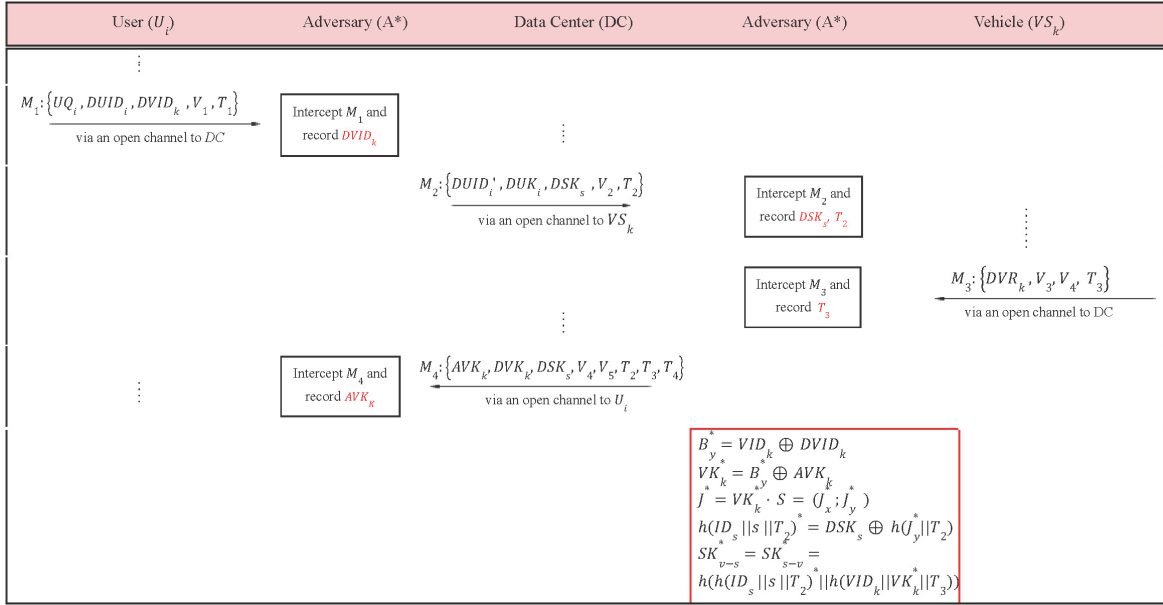 User (U_i) Adversary (A*) Data Center (DC) Adversary (A*) Vehicle (VS_k)
M_1:{UQ_i, DUID_i, DVID_k, V_1, T_1}
via an open channel to DC
Intercept M_1 and
record DVID_k
M_2:{DUID_i', DUK_i, DSK_s, V_2, T_2}
via an open channel to VS_k
Intercept M_2 and
record DSK_s, T_2
M_3:{DVR_k, V_3, V_4, T_3}
via an open channel to DC
Intercept M_3 and
record T_3
Intercept M_4 and
record AVK_K
M_4:{AVK_k, DVK_k, DSK_s, V_4, V_5, T_2, T_3, T_4}
via an open channel to U_i
B_y^* = VID_k ⊕ DVID_k
VK_k^* = B_y^* ⊕ AVK_k
J^* = VK_k^* · S = (J_x^*; J_y^*)
h(ID_s||s||T_2)^* = DSK_s ⊕ h(J_y^*||T_2)
SK_{v-s}^* = SK_{s-v}^* =
h(h(ID_s||s||T_2)^*||h(VID_k||VK_k^*||T_3))